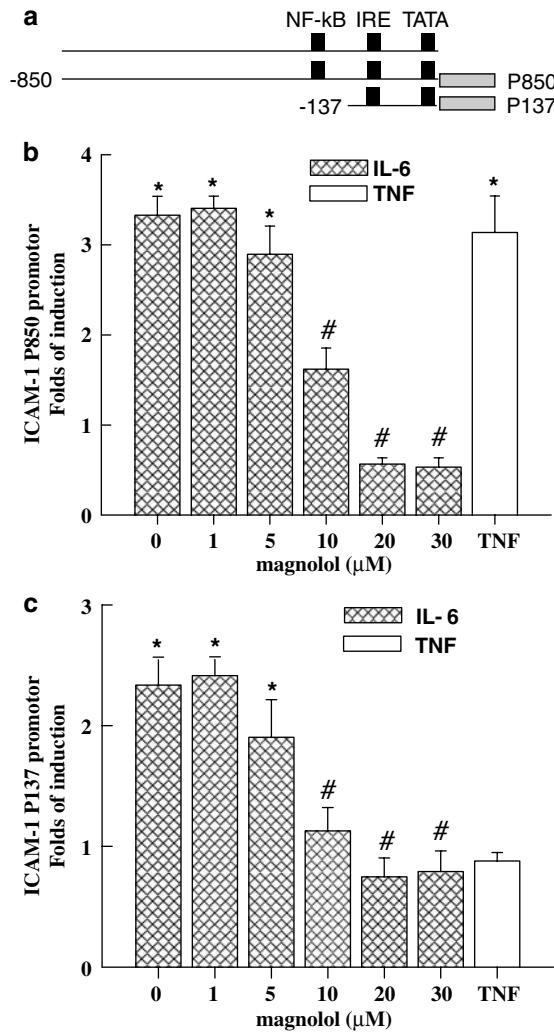 a
NF-kB IRE TATA
-850
P850
-137
P137
b
ICAM-1 P850 promotor
Folds of induction
4
3
2
1
0
IL-6
TNF
* * * # # # *
0 1 5 10 20 30 TNF
magnolol (μM)
c
ICAM-1 P137 promotor
Folds of induction
3
2
1
0
IL- 6
TNF
* * * # # #
0 1 5 10 20 30 TNF
magnolol (μM)